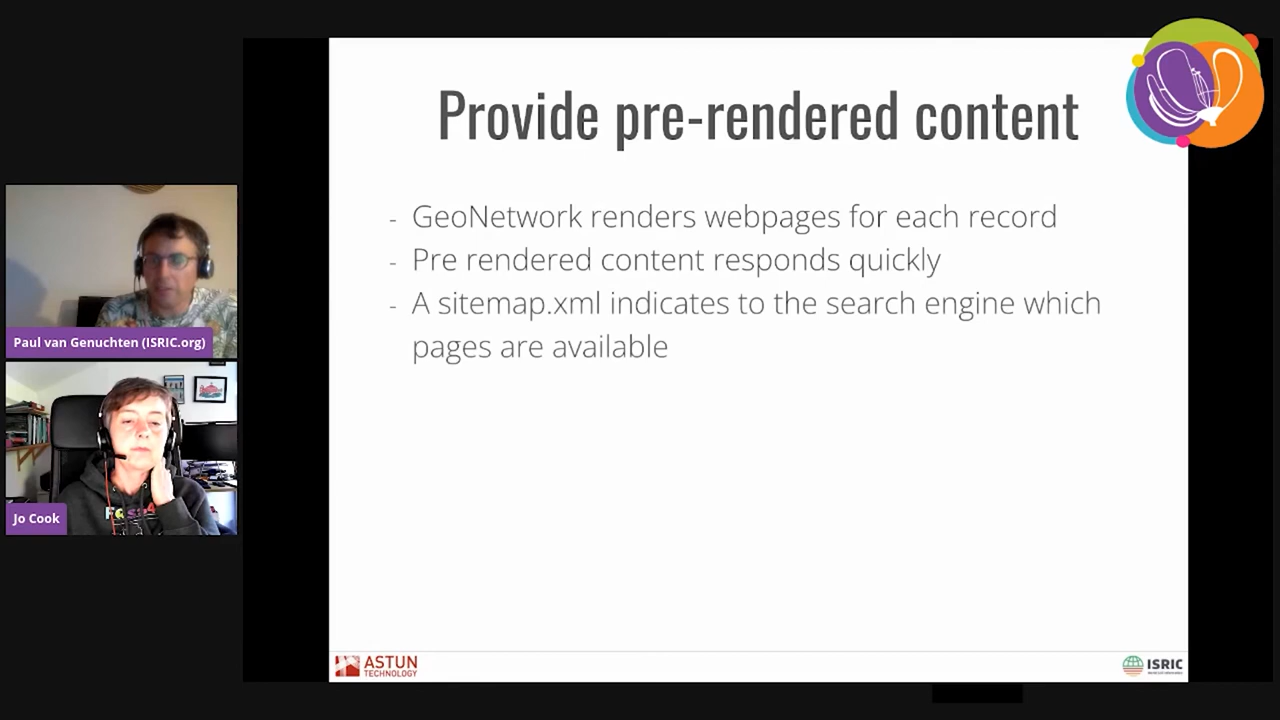 Provide pre-rendered content
- GeoNetwork renders webpages for each record
- Pre rendered content responds quickly
- A sitemap.xml indicates to the search engine which
pages are available
Paul van Genuchten (ISRIC.org)
Jo Cook
ASTUN
TECHNOLOGY
ISRIC